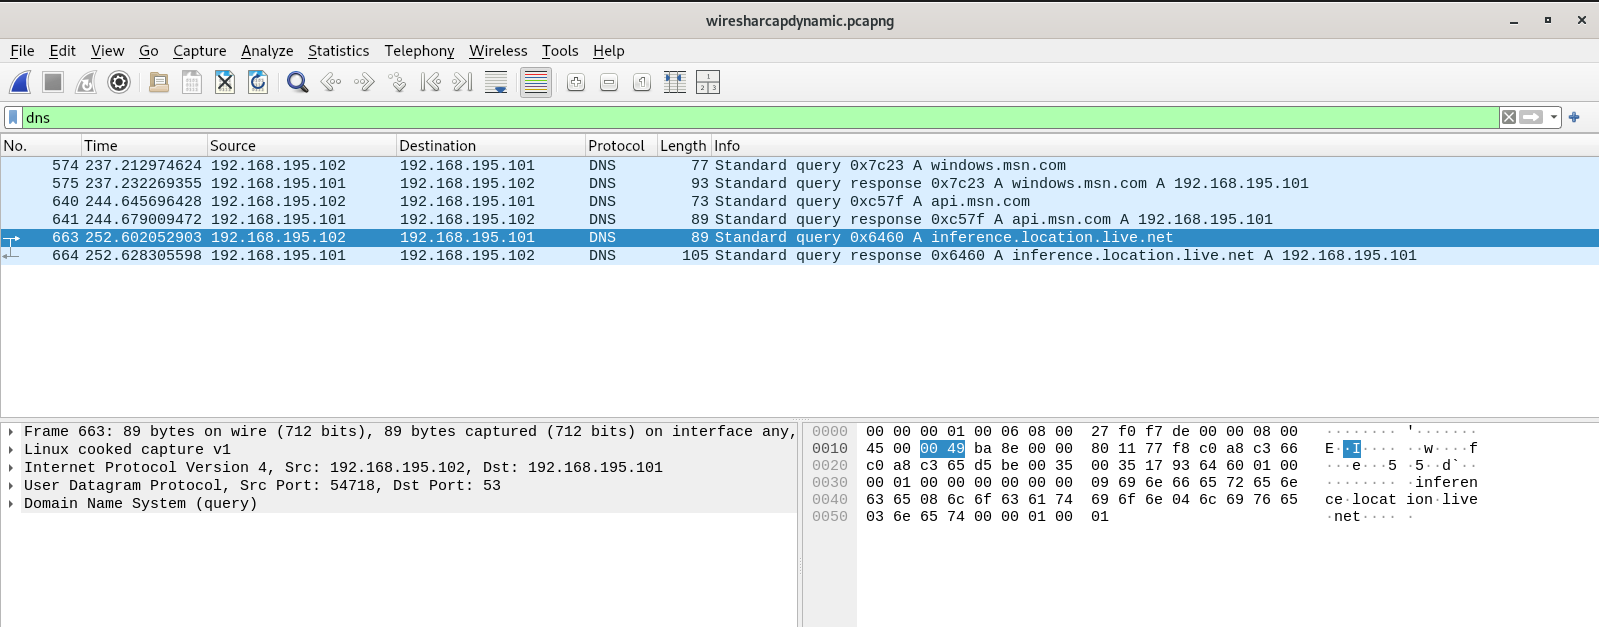 wiresharcapdynamic.pcapng
File Edit View Go Capture Analyze Statistics Telephony Wireless Tools Help
dns
No. Time Source Destination Protocol Length Info
574 237.212974624 192.168.195.102 192.168.195.101 DNS 77 Standard query 0x7c23 A windows.msn.com
575 237.232269355 192.168.195.101 192.168.195.102 DNS 93 Standard query response 0x7c23 A windows.msn.com A 192.168.195.101
640 244.645696428 192.168.195.102 192.168.195.101 DNS 73 Standard query 0xc57f A api.msn.com
641 244.679009472 192.168.195.101 192.168.195.102 DNS 89 Standard query response 0xc57f A api.msn.com A 192.168.195.101
663 252.602052903 192.168.195.102 192.168.195.101 DNS 89 Standard query 0x6460 A inference.location.live.net
664 252.628305598 192.168.195.101 192.168.195.102 DNS 105 Standard query response 0x6460 A inference.location.live.net A 192.168.195.101
Frame 663: 89 bytes on wire (712 bits), 89 bytes captured (712 bits) on interface any,
Linux cooked capture v1
Internet Protocol Version 4, Src: 192.168.195.102, Dst: 192.168.195.101
User Datagram Protocol, Src Port: 54718, Dst Port: 53
Domain Name System (query)
0000 00 00 00 01 00 06 08 00 27 f0 f7 de 00 00 08 00 ········ '·······
0010 45 00 00 49 ba 8e 00 00 80 11 77 f8 c0 a8 c3 66 E··I···· ··w····f
0020 c0 a8 c3 65 d5 be 00 35 00 35 17 93 64 60 01 00 ···e···5 ·5··d`··
0030 00 01 00 00 00 00 00 00 09 69 6e 66 65 72 65 6e ········ ·inferen
0040 63 65 08 6c 6f 63 61 74 69 6f 6e 04 6c 69 76 65 ce·locat ion·live
0050 03 6e 65 74 00 00 01 00 01 ·net···· ·